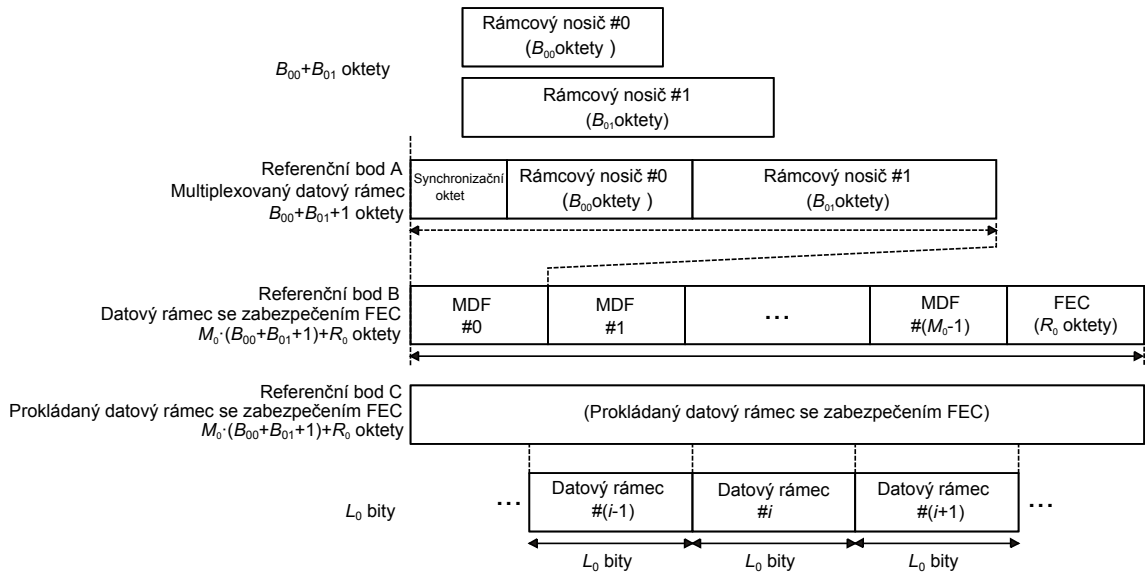 Rámcový nosič #0
(B₀₀oktety )
B₀₀+B₀₁ oktety
Rámcový nosič #1
(B₀₁oktety)
Referenční bod A
Multiplexovaný datový rámec
B₀₀+B₀₁+1 oktety
Synchronizační
oktet
Rámcový nosič #0
(B₀₀oktety )
Rámcový nosič #1
(B₀₁oktety)
Referenční bod B
Datový rámec se zabezpečením FEC
M₀·(B₀₀+B₀₁+1)+R₀ oktety
MDF
#0
MDF
#1
...
MDF
#(M₀-1)
FEC
(R₀ oktety)
Referenční bod C
Prokládaný datový rámec se zabezpečením FEC
M₀·(B₀₀+B₀₁+1)+R₀ oktety
(Prokládaný datový rámec se zabezpečením FEC)
L₀ bity
...
Datový rámec
#(i-1)
Datový rámec
#i
Datový rámec
#(i+1)
...
L₀ bity
L₀ bity
L₀ bity